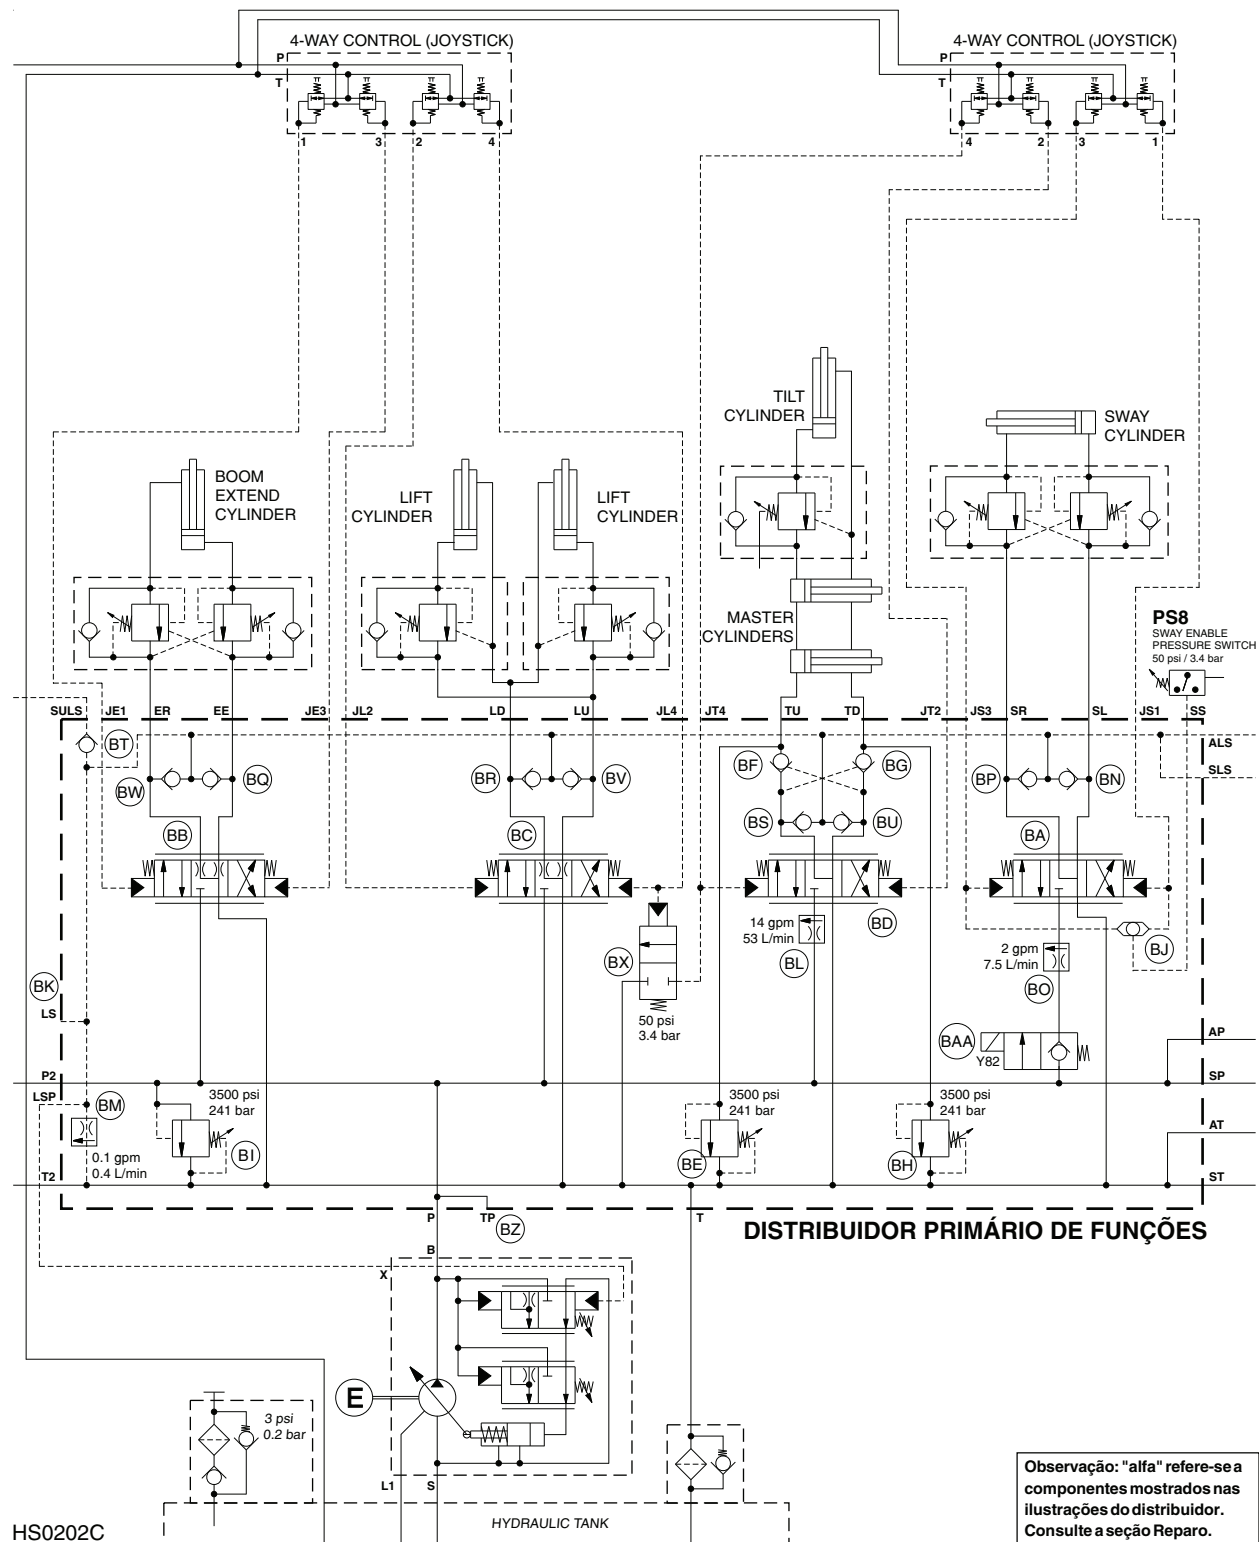 4-WAY CONTROL (JOYSTICK)
4-WAY CONTROL (JOYSTICK)
P
T
P
T
1
3
2
4
4
2
3
1
TILT
CYLINDER
SWAY
CYLINDER
BOOM
EXTEND
CYLINDER
LIFT
CYLINDER
LIFT
CYLINDER
MASTER
CYLINDERS
PS8
SWAY ENABLE
PRESSURE SWITCH
50 psi / 3.4 bar
SULS
JE1
ER
EE
JE3
JL2
LD
LU
JL4
JT4
TU
TD
JT2
JS3
SR
SL
JS1
SS
BT
ALS
SLS
BW
BQ
BR
BV
BF
BG
BP
BN
BS
BU
BB
BC
BA
BD
14 gpm
53 L/min
BL
BX
50 psi
3.4 bar
2 gpm
7.5 L/min
BO
BJ
BK
LS
BAA
Y82
AP
SP
P2
LSP
BM
0.1 gpm
0.4 L/min
3500 psi
241 bar
BI
3500 psi
241 bar
BE
3500 psi
241 bar
BH
AT
ST
T2
P
TP
BZ
T
DISTRIBUIDOR PRIMÁRIO DE FUNÇÕES
B
X
E
3 psi
0.2 bar
L1
S
HYDRAULIC TANK
HS0202C
Observação: "alfa" refere-se a
componentes mostrados nas
ilustrações do distribuidor.
Consulte a seção Reparo.